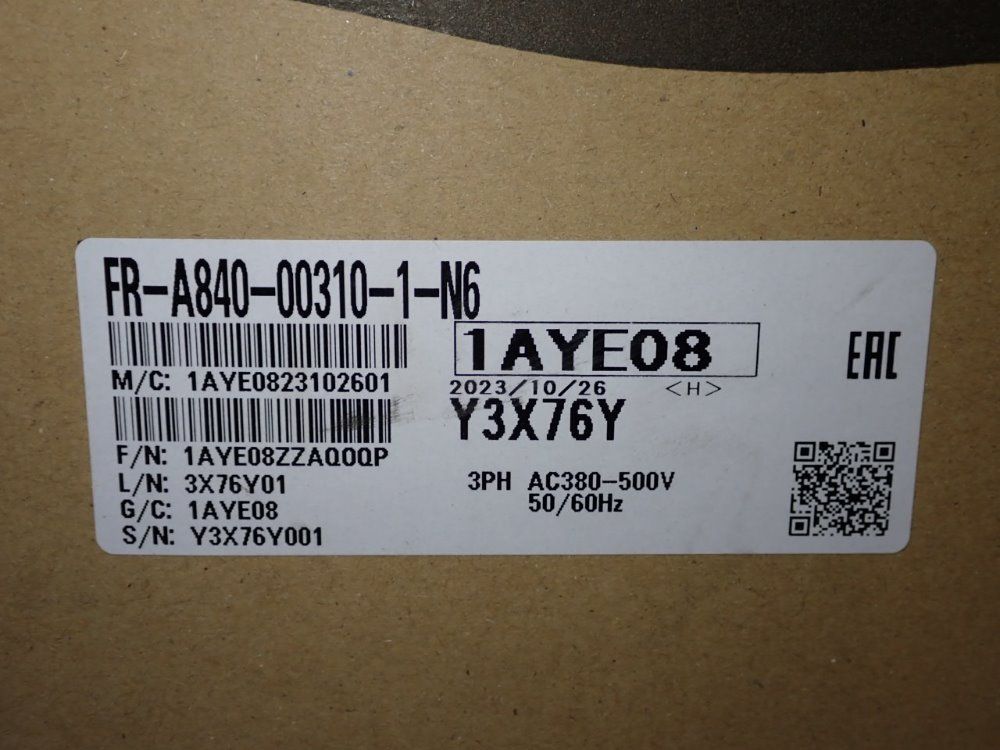 FR-A840-00310-1-N6
1AYE08
EAC
M/C: 1AYE0823102601
2023/10/26 <H>
Y3X76Y
F/N: 1AYE08ZZAQ0QP
L/N: 3X76Y01
3PH AC380-500V
G/C: 1AYE08
50/60Hz
S/N: Y3X76Y001